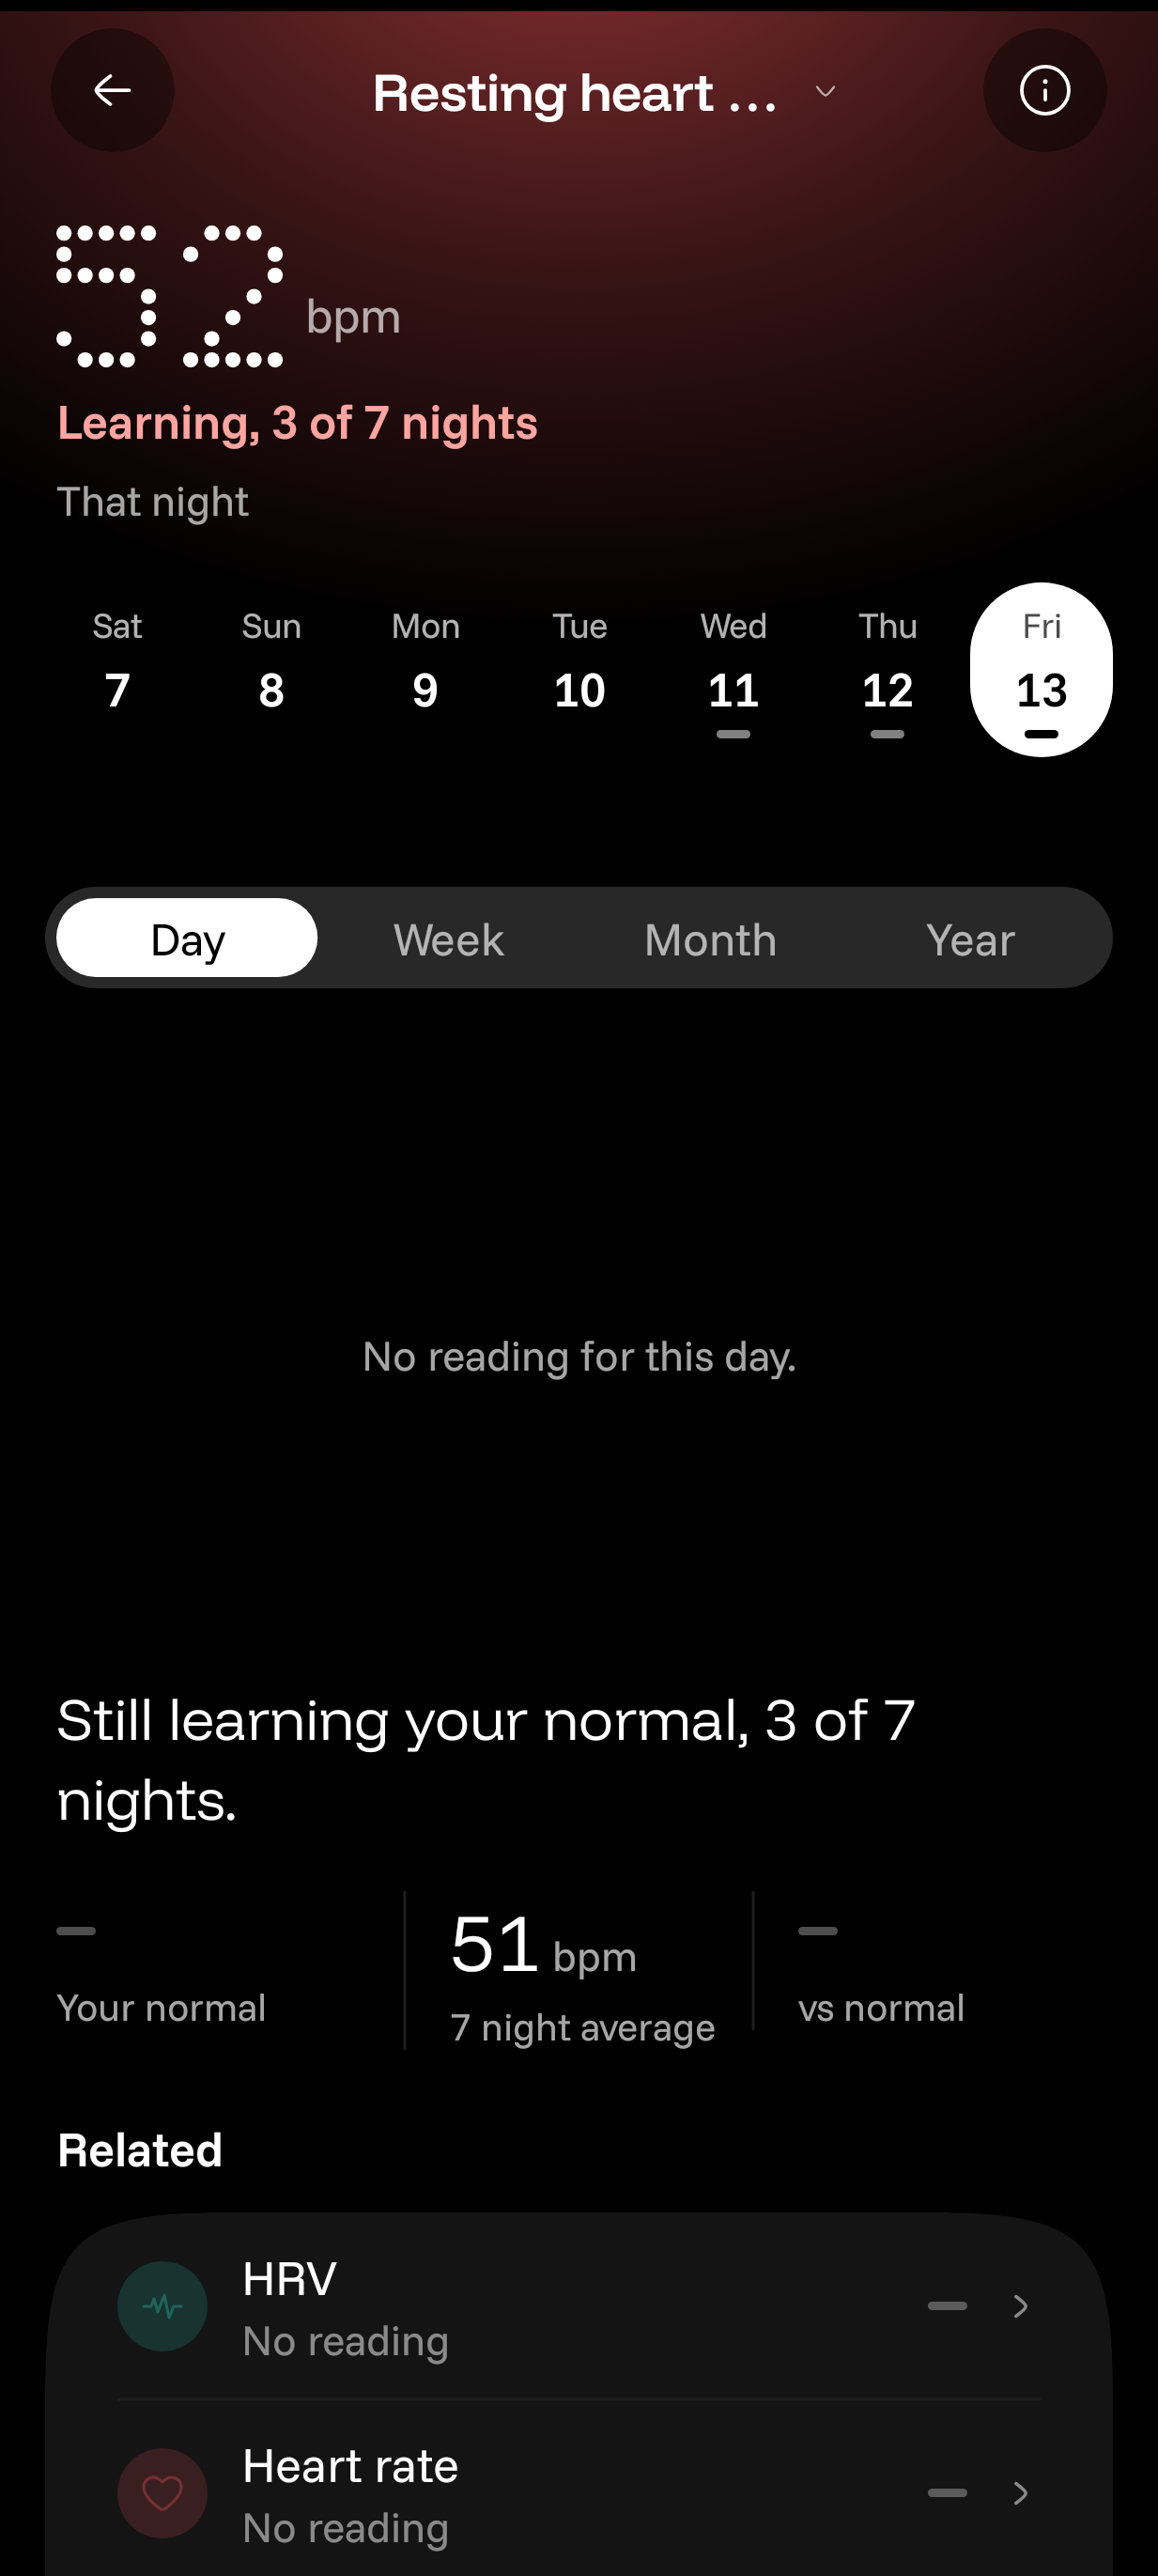 Resting heart ...
52 bpm
Learning, 3 of 7 nights
That night
Sat Sun Mon Tue Wed Thu Fri
7 8 9 10 11 12 13
Day Week Month Year
No reading for this day.
Still learning your normal, 3 of 7
nights.
51 bpm
Your normal 7 night average vs normal
Related
HRV
No reading
Heart rate
No reading